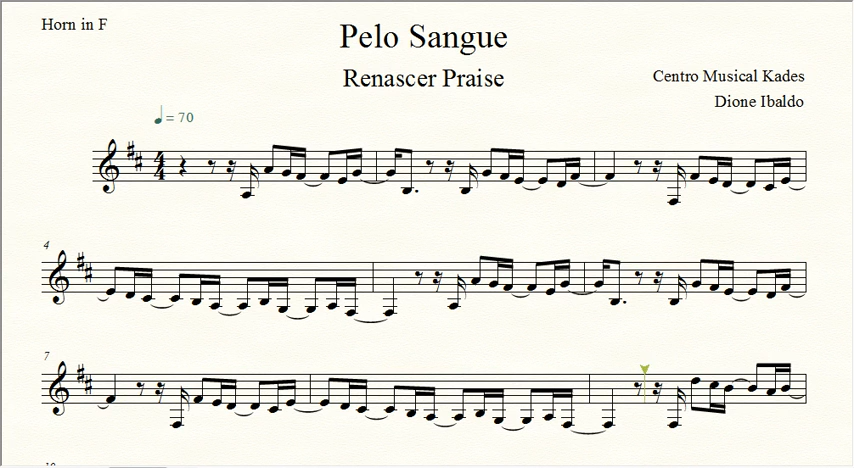 Horn in F
Pelo Sangue
Renascer Praise
Centro Musical Kades
Dione Ibaldo
= 70
4
4
4
7